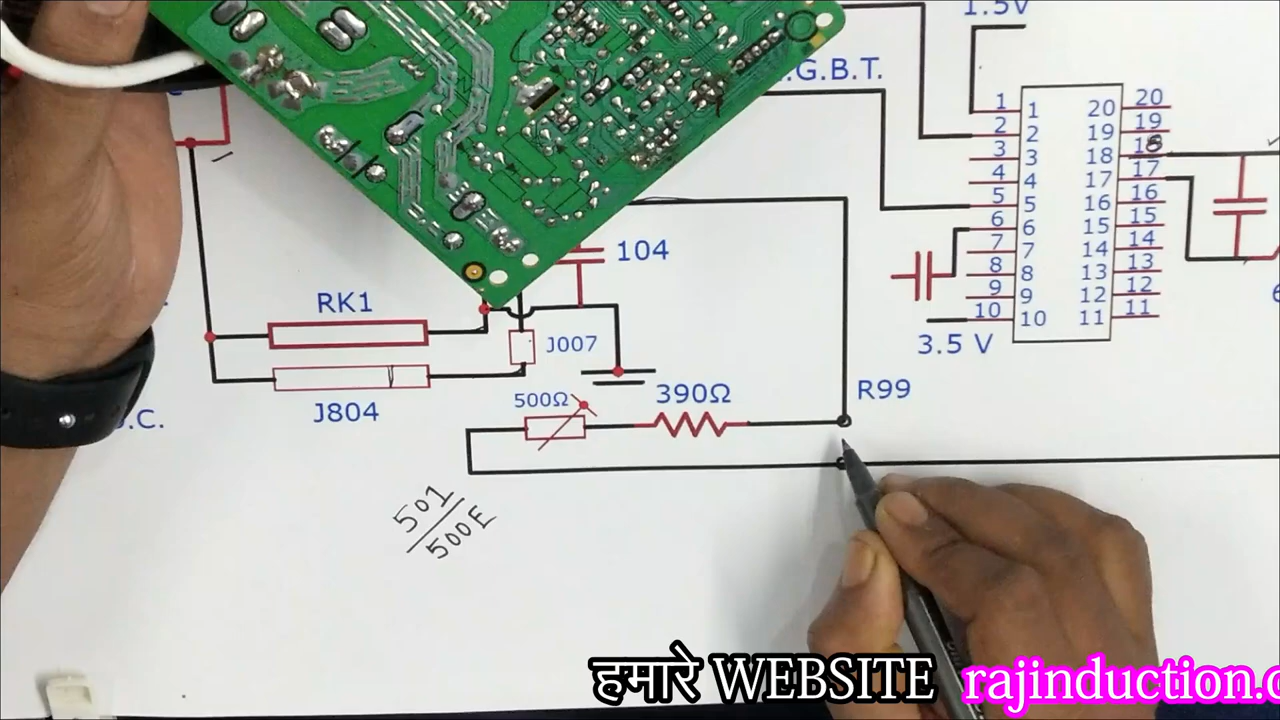 1.5V
.G.B.T.
1 1 20 20
2 2 19 19
3 3 18 18
4 4 17 17
5 5 16 16
6 6 15 15
7 7 14 14
8 8 13 13
9 9 12 12
10 10 11 11
3.5 V
104
RK1
J007
J804
.C.
500Ω
390Ω
R99
501
500E
हमारे WEBSITE rajinduction.c